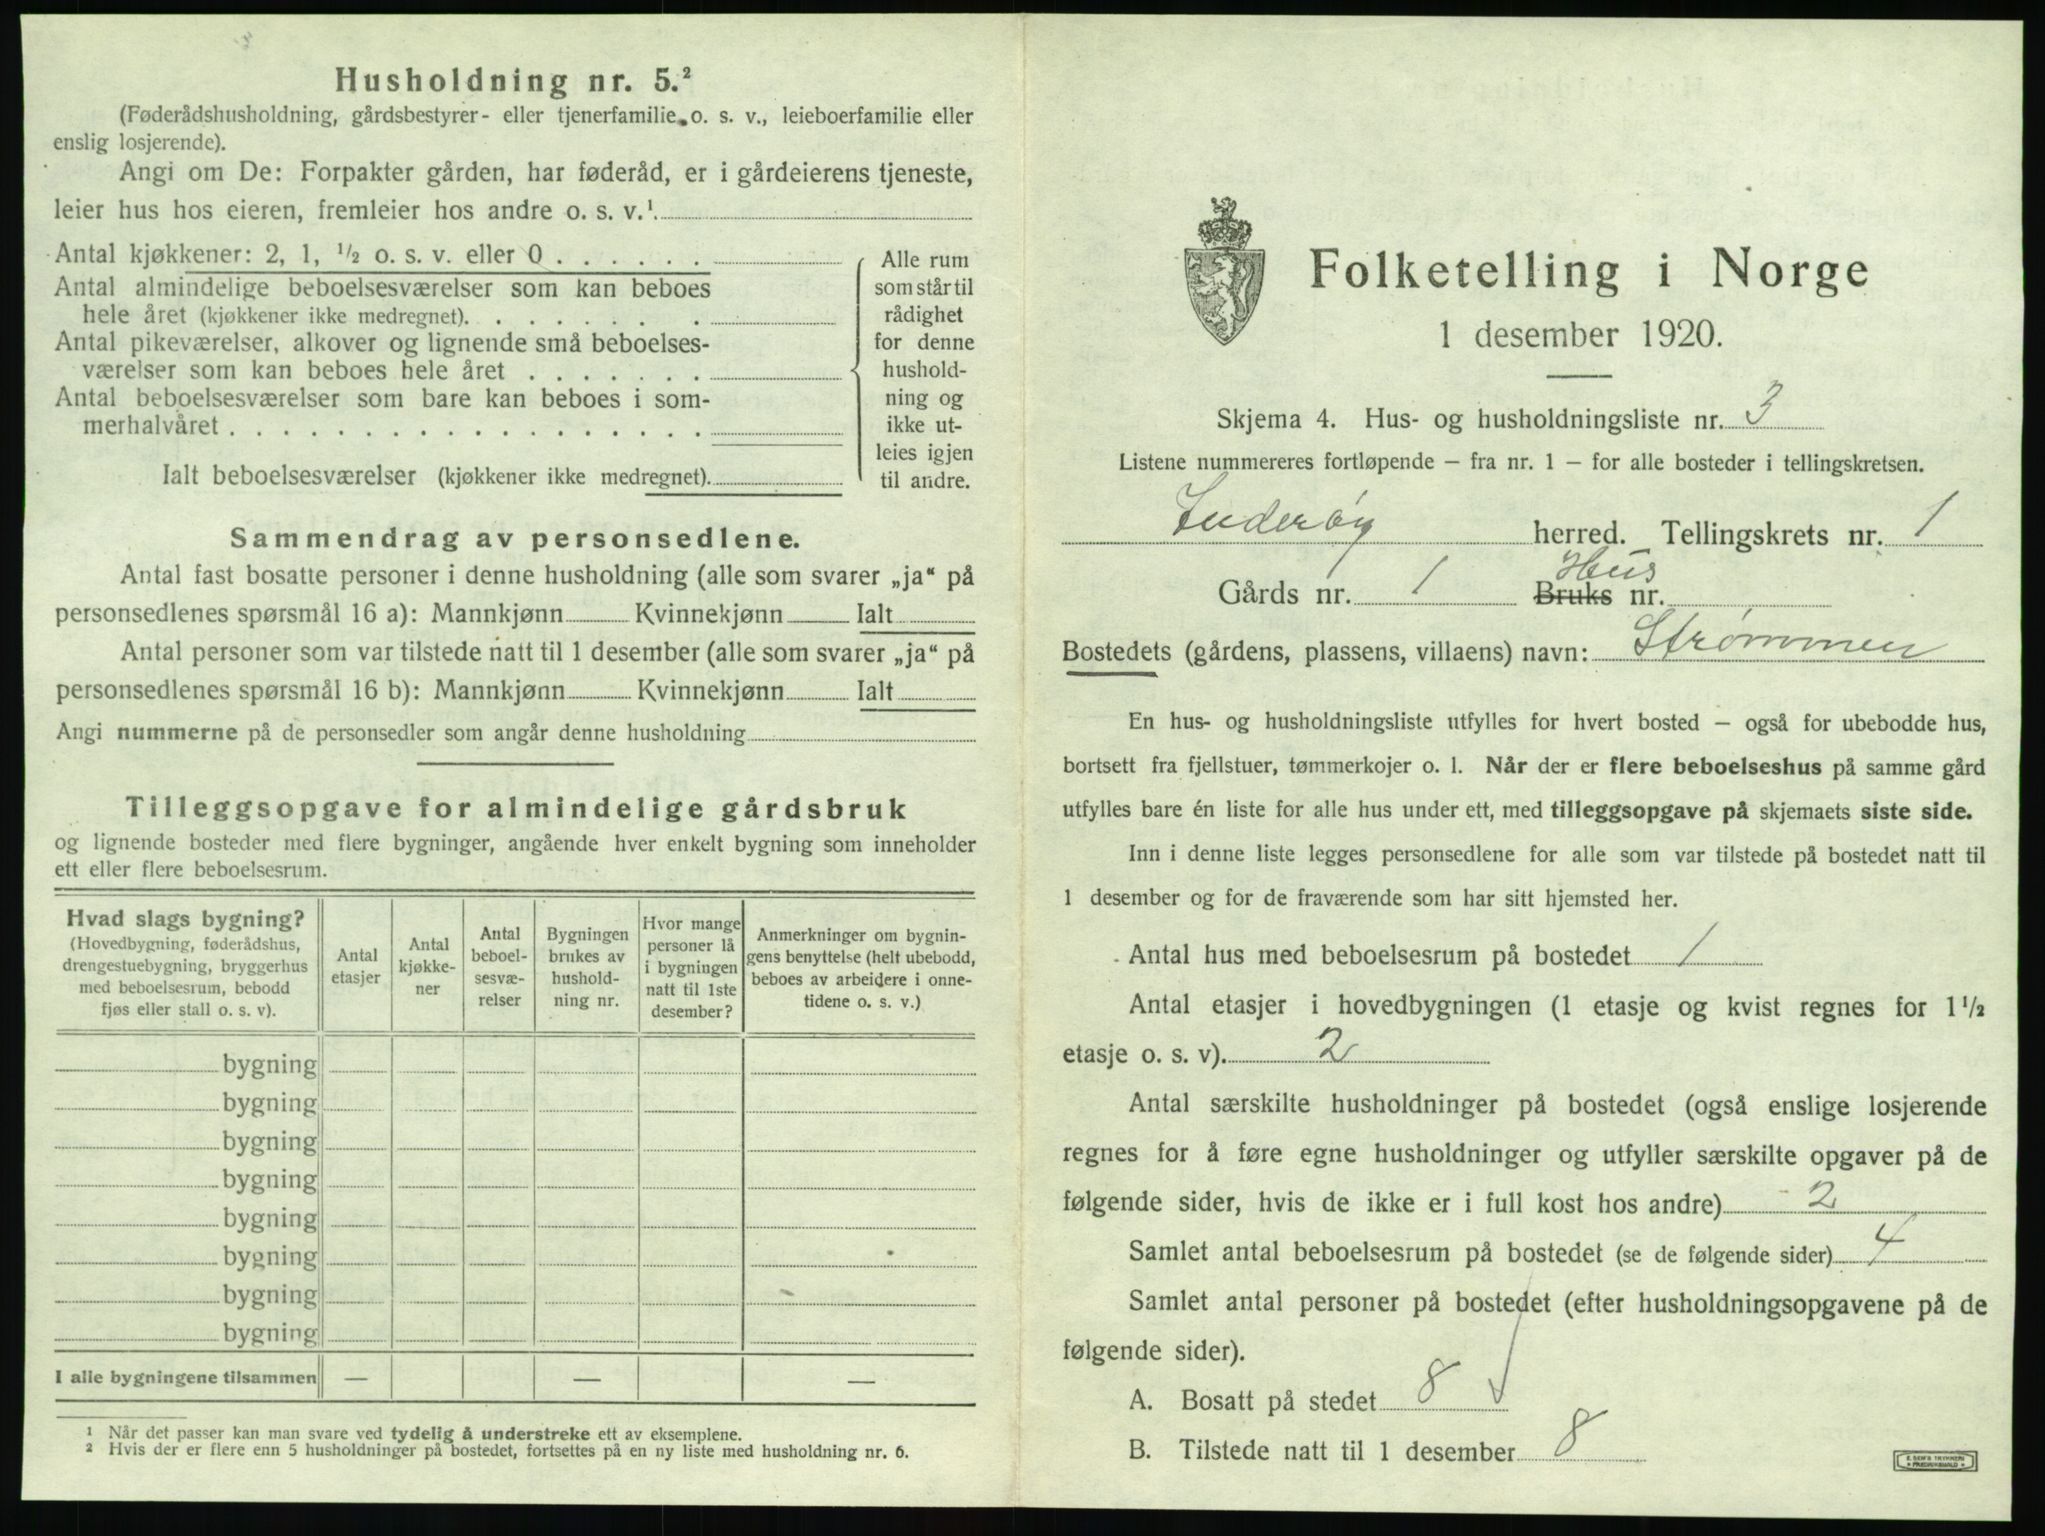 Husholdning nr. 5.²
(Føderådshusholdning, gårdsbestyrer- eller tjenerfamilie, o. s. v., leieboerfamilie eller
enslig losjerende).
Angi om De: Forpakter gården, har føderåd, er i gårdeierens tjeneste,
leier hus hos eieren, fremleier hos andre o. s. v.¹.
Antal kjøkkener: 2, 1, ½ o. s. v. eller 0 . . . . . .
Antal almindelige beboelsesværelser som kan beboes
hele året (kjøkkener ikke medregnet). . . . . . . . .
Antal pikeværelser, alkover og lignende små beboelses-
værelser som kan beboes hele året . . . . . . .
Antal beboelsesværelser som bare kan beboes i som-
merhalvåret . . . . . . . . . . . . . . . . . .
Ialt beboelsesværelser (kjøkkener ikke medregnet).
Alle rum
som står til
rådighet
for denne
hushold-
ning og
ikke ut-
leies igjen
til andre.
Sammendrag av personsedlene.
Antal fast bosatte personer i denne husholdning (alle som svarer „ja“ på
personsedlenes spørsmål 16 a): Mannkjønn Kvinnekjønn Ialt
Antal personer som var tilstede natt til 1 desember (alle som svarer „ja“ på
personsedlenes spørsmål 16 b): Mannkjønn Kvinnekjønn Ialt
Angi nummerne på de personsedler som angår denne husholdning
Tilleggsopgave for almindelige gårdsbruk
og lignende bosteder med flere bygninger, angående hver enkelt bygning som inneholder
ett eller flere beboelsesrum.
Hvad slags bygning?
(Hovedbygning, føderådshus,
drengestuebygning, bryggerhus
med beboelsesrum, bebodd
fjøs eller stall o. s. v).
Antal
etasjer
Antal
kjøkke-
ner
Antal
beboel-
sesvæ-
relser
Bygningen
brukes av
hushold-
ning nr.
Hvor mange
personer lå
i bygningen
natt til 1ste
desember?
Anmerkninger om bygnin-
gens benyttelse (helt ubebodd,
beboes av arbeidere i onne-
tidene o. s. v.)
bygning
bygning
bygning
bygning
bygning
bygning
bygning
bygning
I alle bygningene tilsammen — — —
¹ Når det passer kan man svare ved tydelig å understreke ett av eksemplene.
² Hvis der er flere enn 5 husholdninger på bostedet, fortsettes på en ny liste med husholdning nr. 6.
Folketelling i Norge
1 desember 1920.
Skjema 4. Hus- og husholdningsliste nr. 3
Listene nummereres fortløpende – fra nr. 1 – for alle bosteder i tellingskretsen.
Inderøy herred. Tellingskrets nr. 1
Hus
Gårds nr. 1 Bruks nr.
Bostedets (gårdens, plassens, villaens) navn: Strømmen
En hus- og husholdningsliste utfylles for hvert bosted – også for ubebodde hus,
bortsett fra fjellstuer, tømmerkojer o. l. Når der er flere beboelseshus på samme gård
utfylles bare én liste for alle hus under ett, med tilleggsopgave på skjemaets siste side.
Inn i denne liste legges personsedlene for alle som var tilstede på bostedet natt til
1 desember og for de fraværende som har sitt hjemsted her.
Antal hus med beboelsesrum på bostedet 1
Antal etasjer i hovedbygningen (1 etasje og kvist regnes for 1½
etasje o. s. v). 2
Antal særskilte husholdninger på bostedet (også enslige losjerende
regnes for å føre egne husholdninger og utfyller særskilte opgaver på de
følgende sider, hvis de ikke er i full kost hos andre) 2
Samlet antal beboelsesrum på bostedet (se de følgende sider) 4
Samlet antal personer på bostedet (efter husholdningsopgavene på de
følgende sider).
A. Bosatt på stedet 8
B. Tilstede natt til 1 desember 8
E. SEM'S TRYKKERI
FREDRIKSHALD